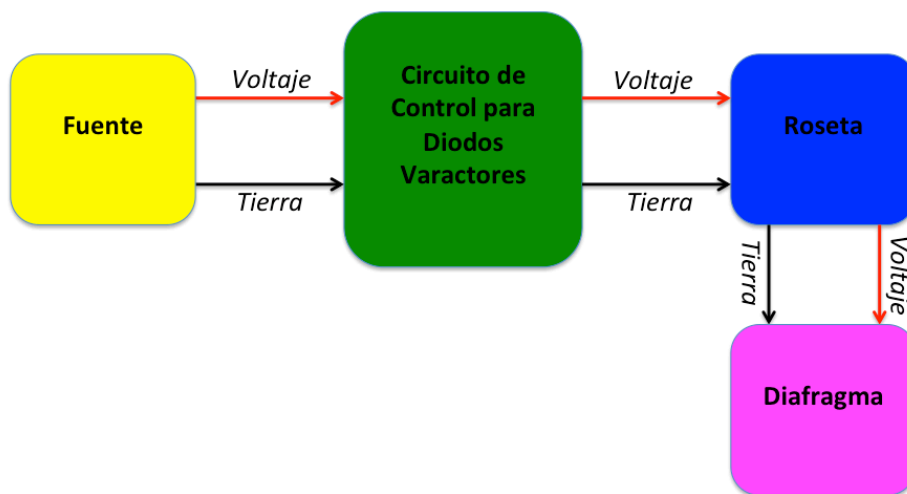 Fuente
Voltaje
Tierra
Circuito de
Control para
Diodos
Varactores
Voltaje
Tierra
Roseta
Tierra
Voltaje
Diafragma